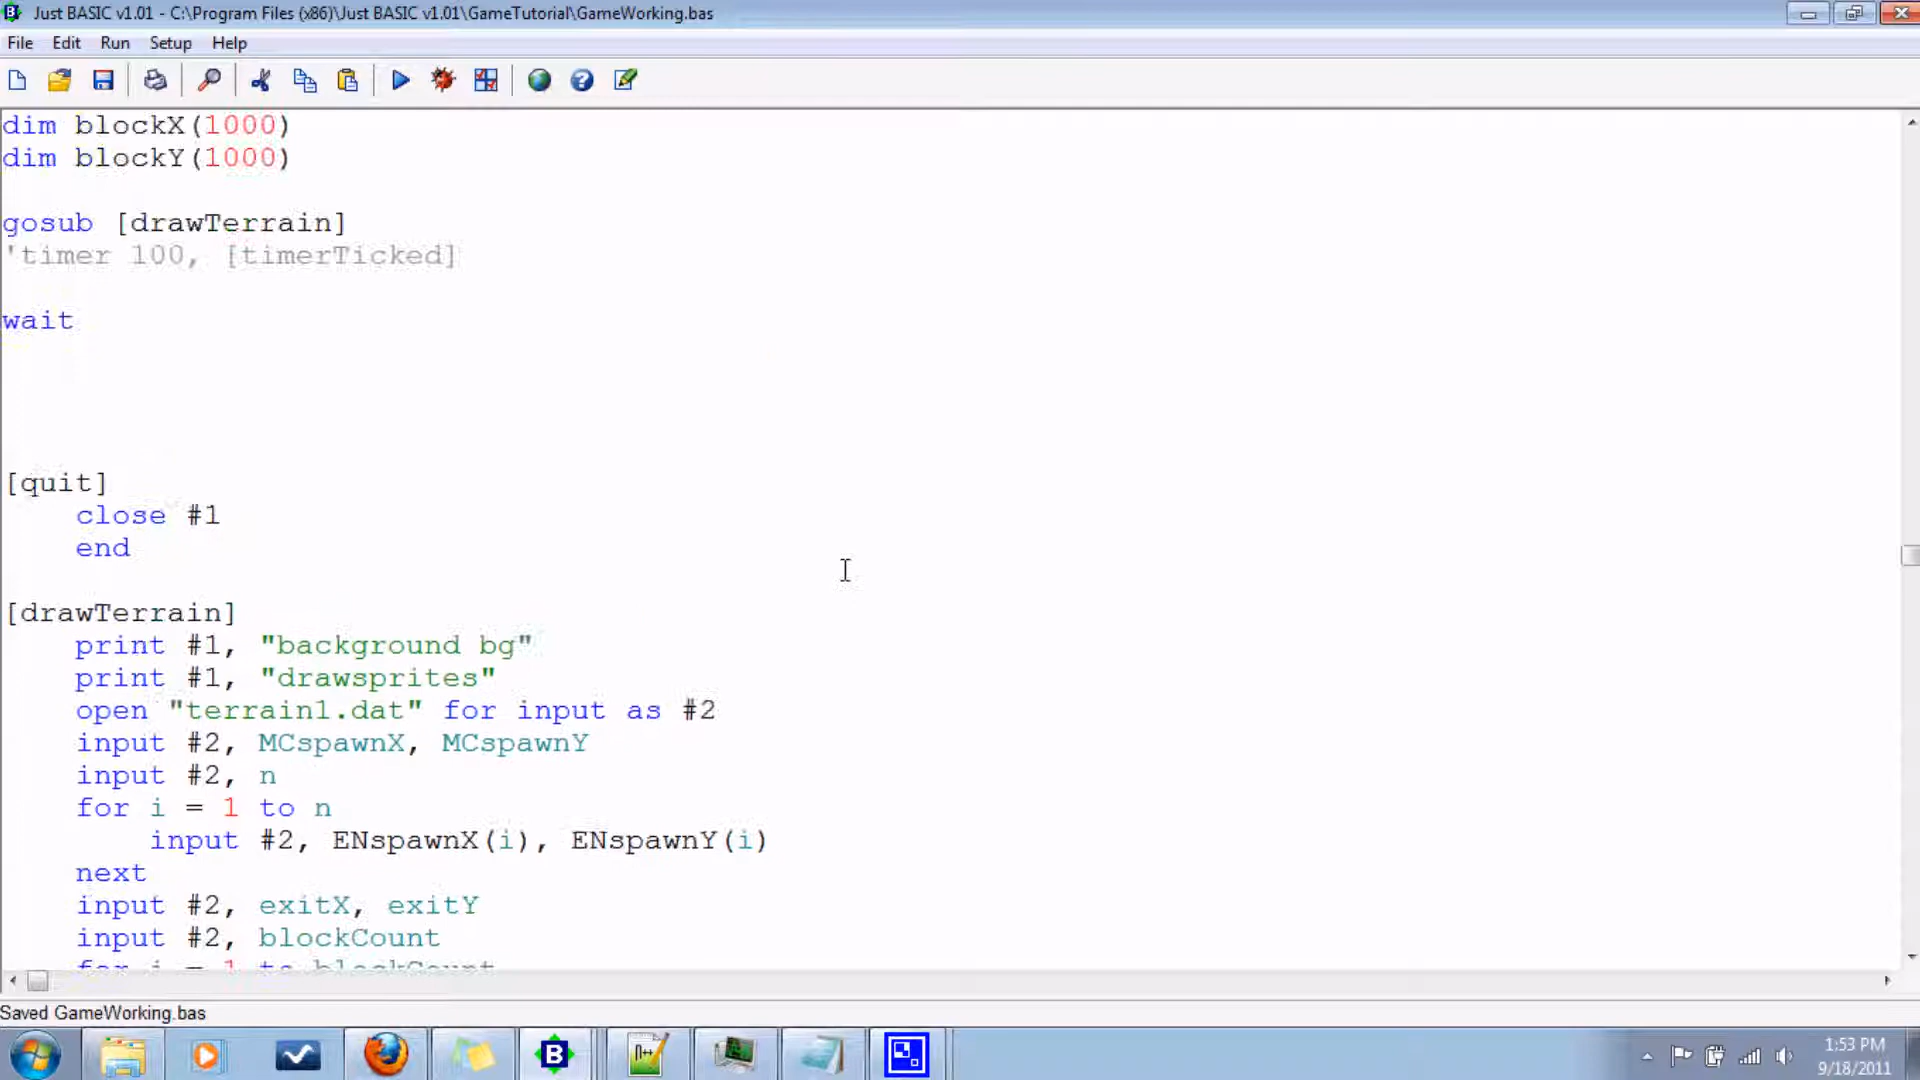 Just BASIC v1.01 - C:\Program Files (x86)\Just BASIC v1.01\GameTutorial\GameWorking.bas
File Edit Run Setup Help
dim blockX(1000)
dim blockY(1000)
gosub [drawTerrain]
'timer 100, [timerTicked]
wait
[quit]
    close #1
    end
[drawTerrain]
    print #1, "background bg"
    print #1, "drawsprites"
    open "terrain1.dat" for input as #2
    input #2, MCspawnX, MCspawnY
    input #2, n
    for i = 1 to n
        input #2, ENspawnX(i), ENspawnY(i)
    next
    input #2, exitX, exitY
    input #2, blockCount
    for i = 1 to blockCount
Saved GameWorking.bas
1:53 PM
9/18/2011